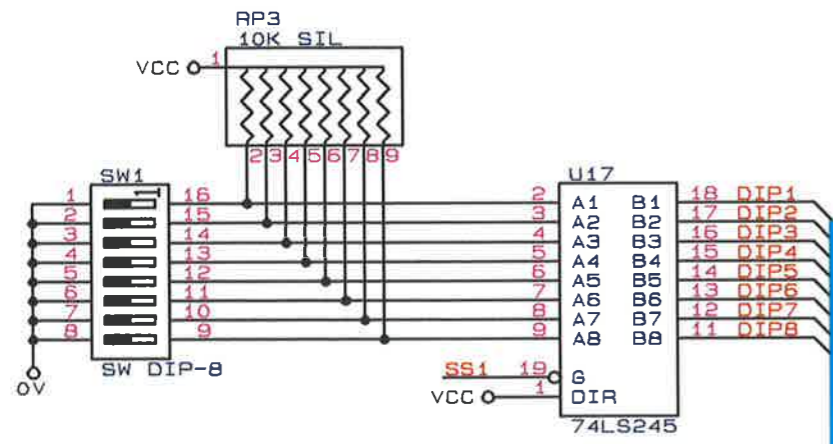 RP3
10K SIL
VCC 1
2 3 4 5 6 7 8 9
SW1
U17
1 16 2 A1 B1 18 DIP1
2 15 3 A2 B2 17 DIP2
3 14 4 A3 B3 16 DIP3
4 13 5 A4 B4 15 DIP4
5 12 6 A5 B5 14 DIP5
6 11 7 A6 B6 13 DIP6
7 10 8 A7 B7 12 DIP7
8 9 9 A8 B8 11 DIP8
SW DIP-8
0V
SS1 19 G
VCC 1 DIR
74LS245